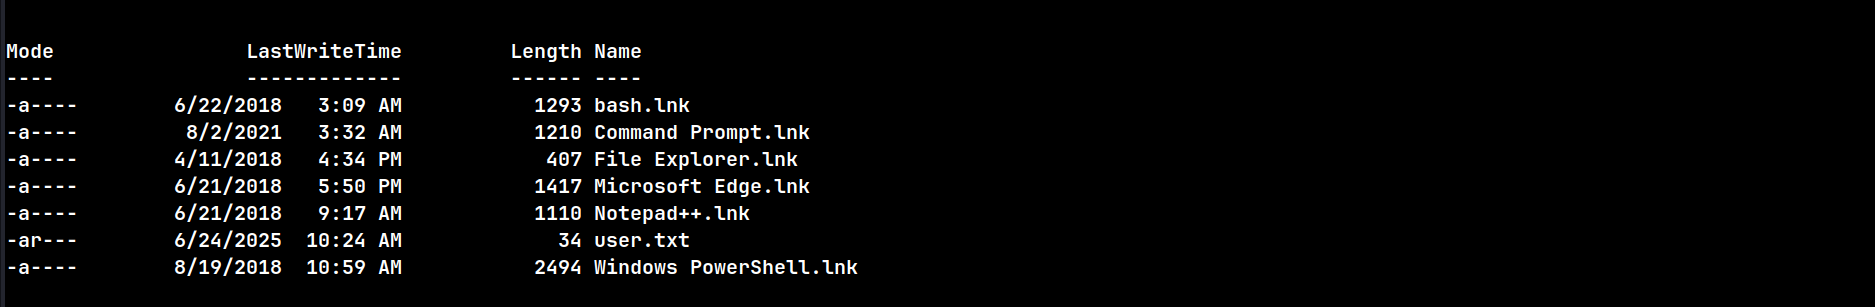 Mode                LastWriteTime         Length Name
----                -------------         ------ ----
-a----        6/22/2018   3:09 AM           1293 bash.lnk
-a----         8/2/2021   3:32 AM           1210 Command Prompt.lnk
-a----        4/11/2018   4:34 PM            407 File Explorer.lnk
-a----        6/21/2018   5:50 PM           1417 Microsoft Edge.lnk
-a----        6/21/2018   9:17 AM           1110 Notepad++.lnk
-ar---        6/24/2025  10:24 AM             34 user.txt
-a----        8/19/2018  10:59 AM           2494 Windows PowerShell.lnk